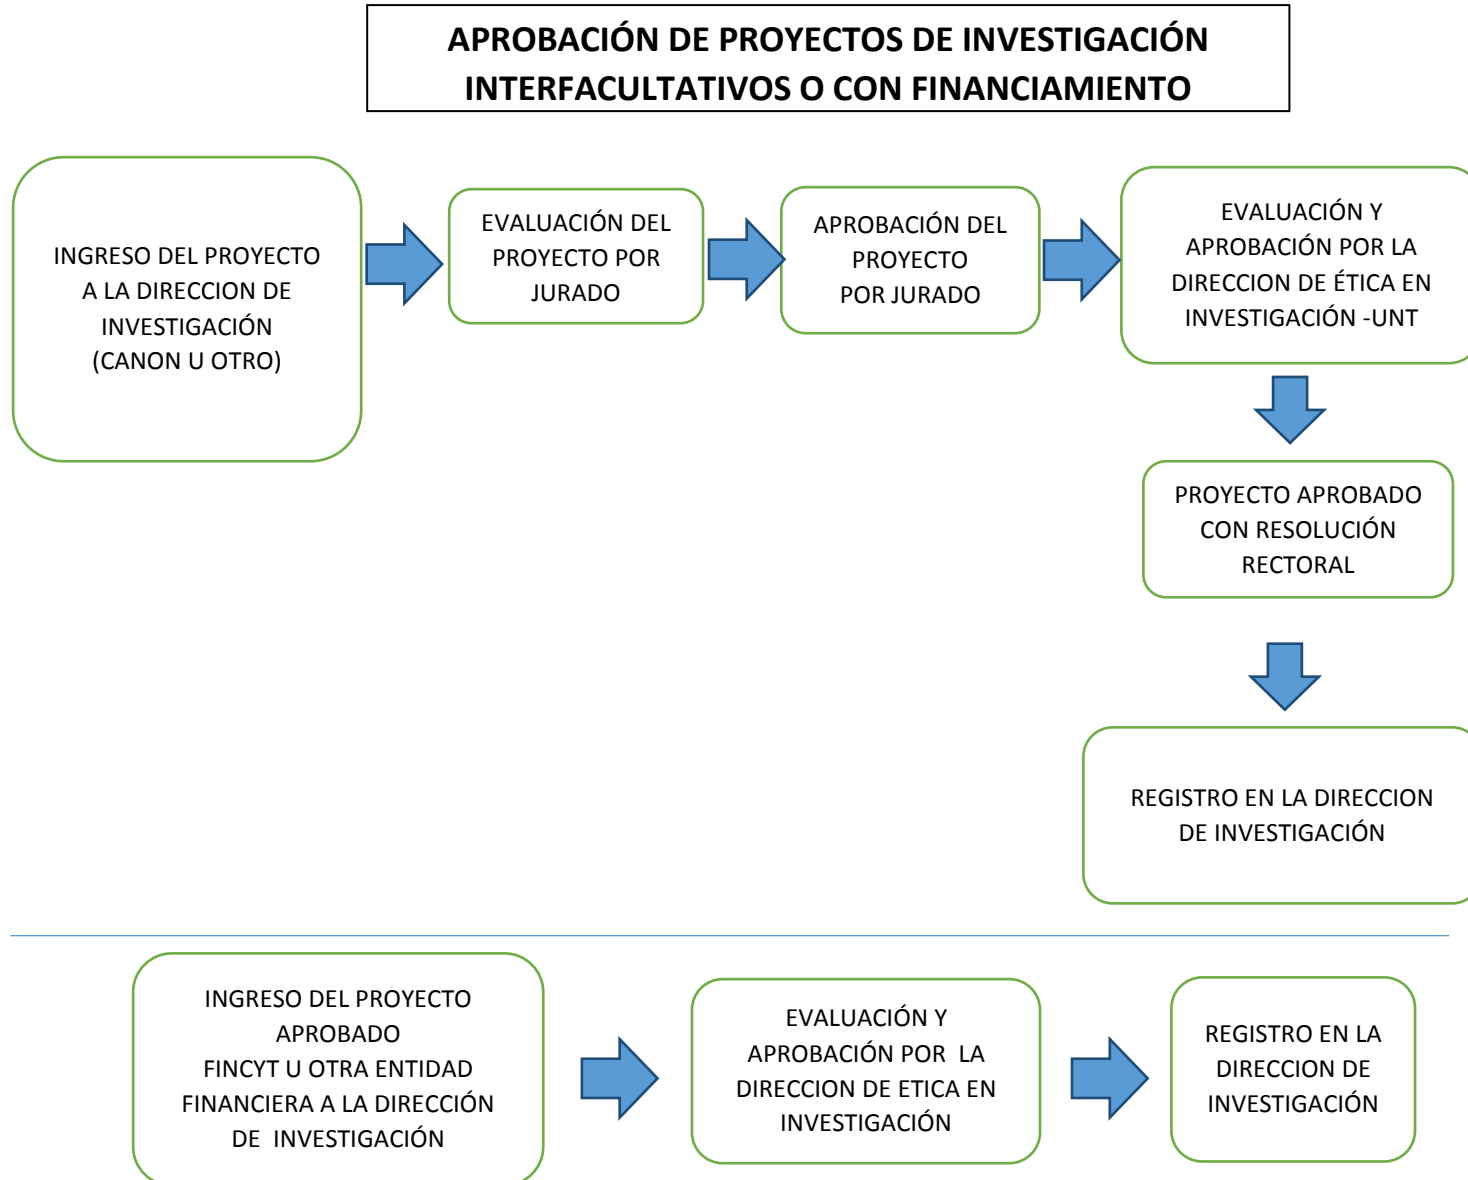 APROBACIÓN DE PROYECTOS DE INVESTIGACIÓN
INTERFACULTATIVOS O CON FINANCIAMIENTO
INGRESO DEL PROYECTO
A LA DIRECCION DE
INVESTIGACIÓN
(CANON U OTRO)
EVALUACIÓN DEL
PROYECTO POR
JURADO
APROBACIÓN DEL
PROYECTO
POR JURADO
EVALUACIÓN Y
APROBACIÓN POR LA
DIRECCION DE ÉTICA EN
INVESTIGACIÓN -UNT
PROYECTO APROBADO
CON RESOLUCIÓN
RECTORAL
REGISTRO EN LA DIRECCION
DE INVESTIGACIÓN
INGRESO DEL PROYECTO
APROBADO
FINCYT U OTRA ENTIDAD
FINANCIERA A LA DIRECCIÓN
DE INVESTIGACIÓN
EVALUACIÓN Y
APROBACIÓN POR LA
DIRECCION DE ETICA EN
INVESTIGACIÓN
REGISTRO EN LA
DIRECCION DE
INVESTIGACIÓN